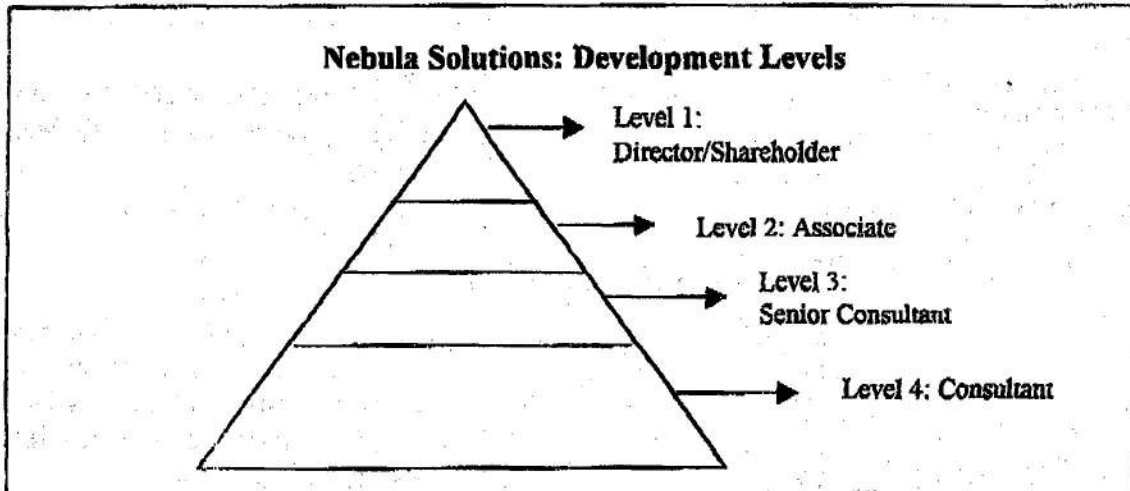 Nebula Solutions: Development Levels
Level 1:
Director/Shareholder
Level 2: Associate
Level 3:
Senior Consultant
Level 4: Consultant